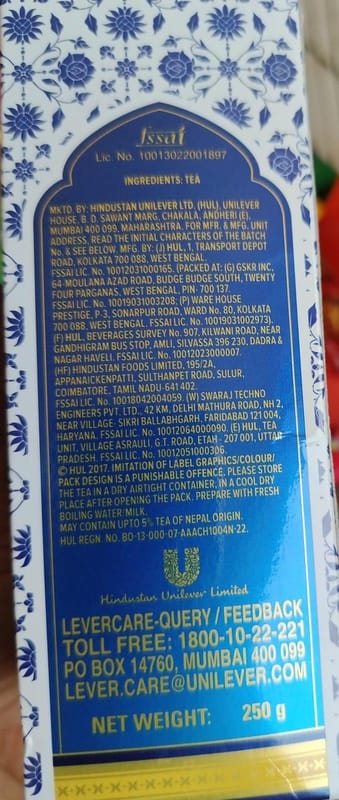 fssai
Lic. No. 10013022001897
INGREDIENTS: TEA
MKTD. BY: HINDUSTAN UNILEVER LTD. (HUL), UNILEVER
HOUSE, B. D. SAWANT MARG, CHAKALA, ANDHERI (E),
MUMBAI 400 099, MAHARASHTRA. FOR MFR. & MFG. UNIT
ADDRESS, READ THE INITIAL CHARACTERS OF THE BATCH
No. & SEE BELOW. MFG. BY: (J) HUL 1, TRANSPORT DEPOT
ROAD, KOLKATA 700 088, WEST BENGAL.
FSSAI LIC. No. 10012031000165. (PACKED AT: (G) GSKR INC,
64-MOULANA AZAD ROAD, BUDGE BUDGE SOUTH, TWENTY
FOUR PARGANAS, WEST BENGAL, PIN- 700 137.
FSSAI LIC. No. 10019031003208; (P) WARE HOUSE
PRESTIGE, P-3, SONARPUR ROAD, WARD No. 80, KOLKATA
700 088, WEST BENGAL. FSSAI LIC. No. 10019031002973).
(F) HUL, BEVERAGES SURVEY No. 907, KILWANI ROAD, NEAR
GANDHIGRAM BUS STOP, AMLI, SILVASSA 396 230, DADRA &
NAGAR HAVELI. FSSAI LIC. No. 10012023000007.
(HF) HINDUSTAN FOODS LIMITED, 195/2A,
APPANAICKENPATTI, SULTHANPET ROAD, SULUR,
COIMBATORE, TAMIL NADU-641 402.
FSSAI LIC. No. 10018042004059. (W) SWARAJ TECHNO
ENGINEERS PVT. LTD., 42 KM, DELHI MATHURA ROAD, NH 2,
NEAR VILLAGE- SIKRI BALLABHGARH, FARIDABAD 121 004,
HARYANA. FSSAI LIC. No. 10012064000090. (E) HUL, TEA
UNIT, VILLAGE ASRAULI, G.T. ROAD, ETAH - 207 001, UTTAR
PRADESH. FSSAI LIC. No. 10012051000306.
© HUL 2017. IMITATION OF LABEL GRAPHICS/COLOUR/
PACK DESIGN IS A PUNISHABLE OFFENCE. PLEASE STORE
THE TEA IN A DRY AIRTIGHT CONTAINER, IN A COOL DRY
PLACE AFTER OPENING THE PACK. PREPARE WITH FRESH
BOILING WATER/MILK.
MAY CONTAIN UPTO 5% TEA OF NEPAL ORIGIN.
HUL REGN. NO. BO-13-000-07-AAACH1004N-22.
Hindustan Unilever Limited
LEVERCARE-QUERY / FEEDBACK
TOLL FREE: 1800-10-22-221
PO BOX 14760, MUMBAI 400 099
LEVER.CARE@UNILEVER.COM
NET WEIGHT: 250 g